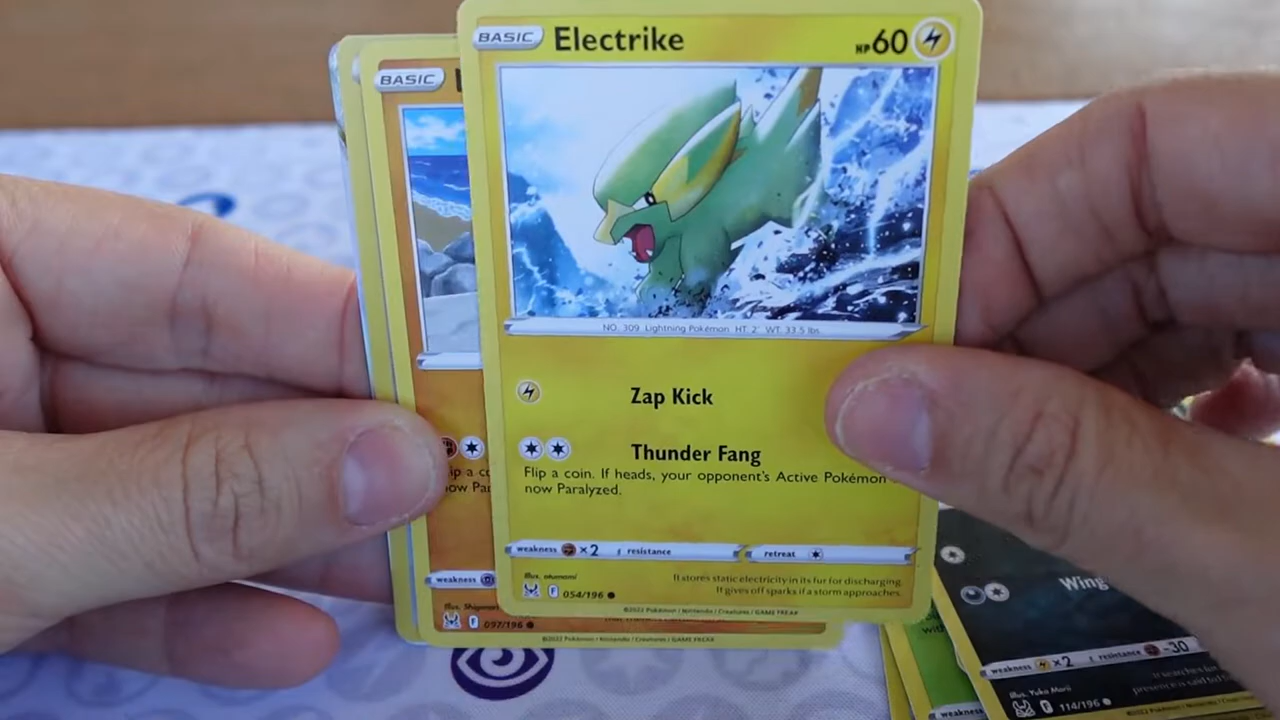 BASIC Electrike HP60
NO. 309 Lightning Pokémon HT. 2' WT. 33.5 lbs.
Zap Kick
Thunder Fang
Flip a coin. If heads, your opponent's Active Pokémon
now Paralyzed.
weakness ×2 resistance retreat
Illus. otumami
It stores static electricity in its fur for discharging.
It gives off sparks if a storm approaches.
F 054/196
©2022 Pokémon / Nintendo / Creatures / GAME FREAK
BASIC
weakness
F 097/196
©2022 Pokémon / Nintendo / Creatures / GAME FREAK
Wing
weakness ×2 resistance -30
Illus. Yuka Morii
F 114/196
weakness